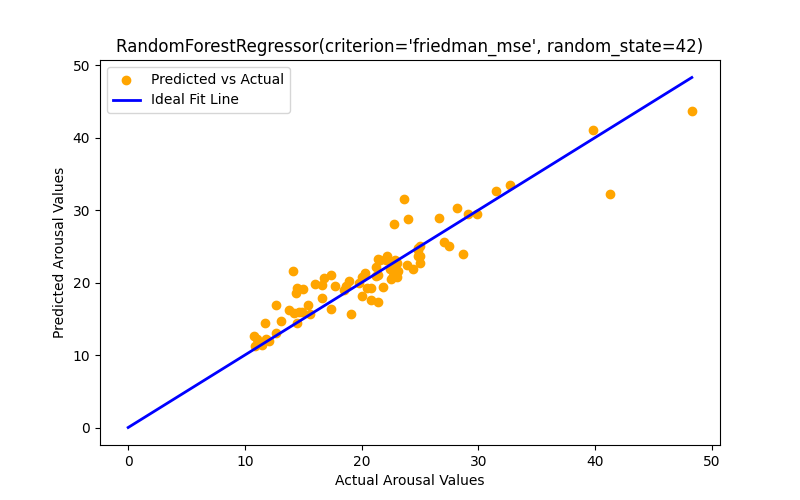 RandomForestRegressor(criterion='friedman_mse', random_state=42)
Predicted vs Actual
Ideal Fit Line
Predicted Arousal Values
50
40
30
20
10
0
0 10 20 30 40 50
Actual Arousal Values